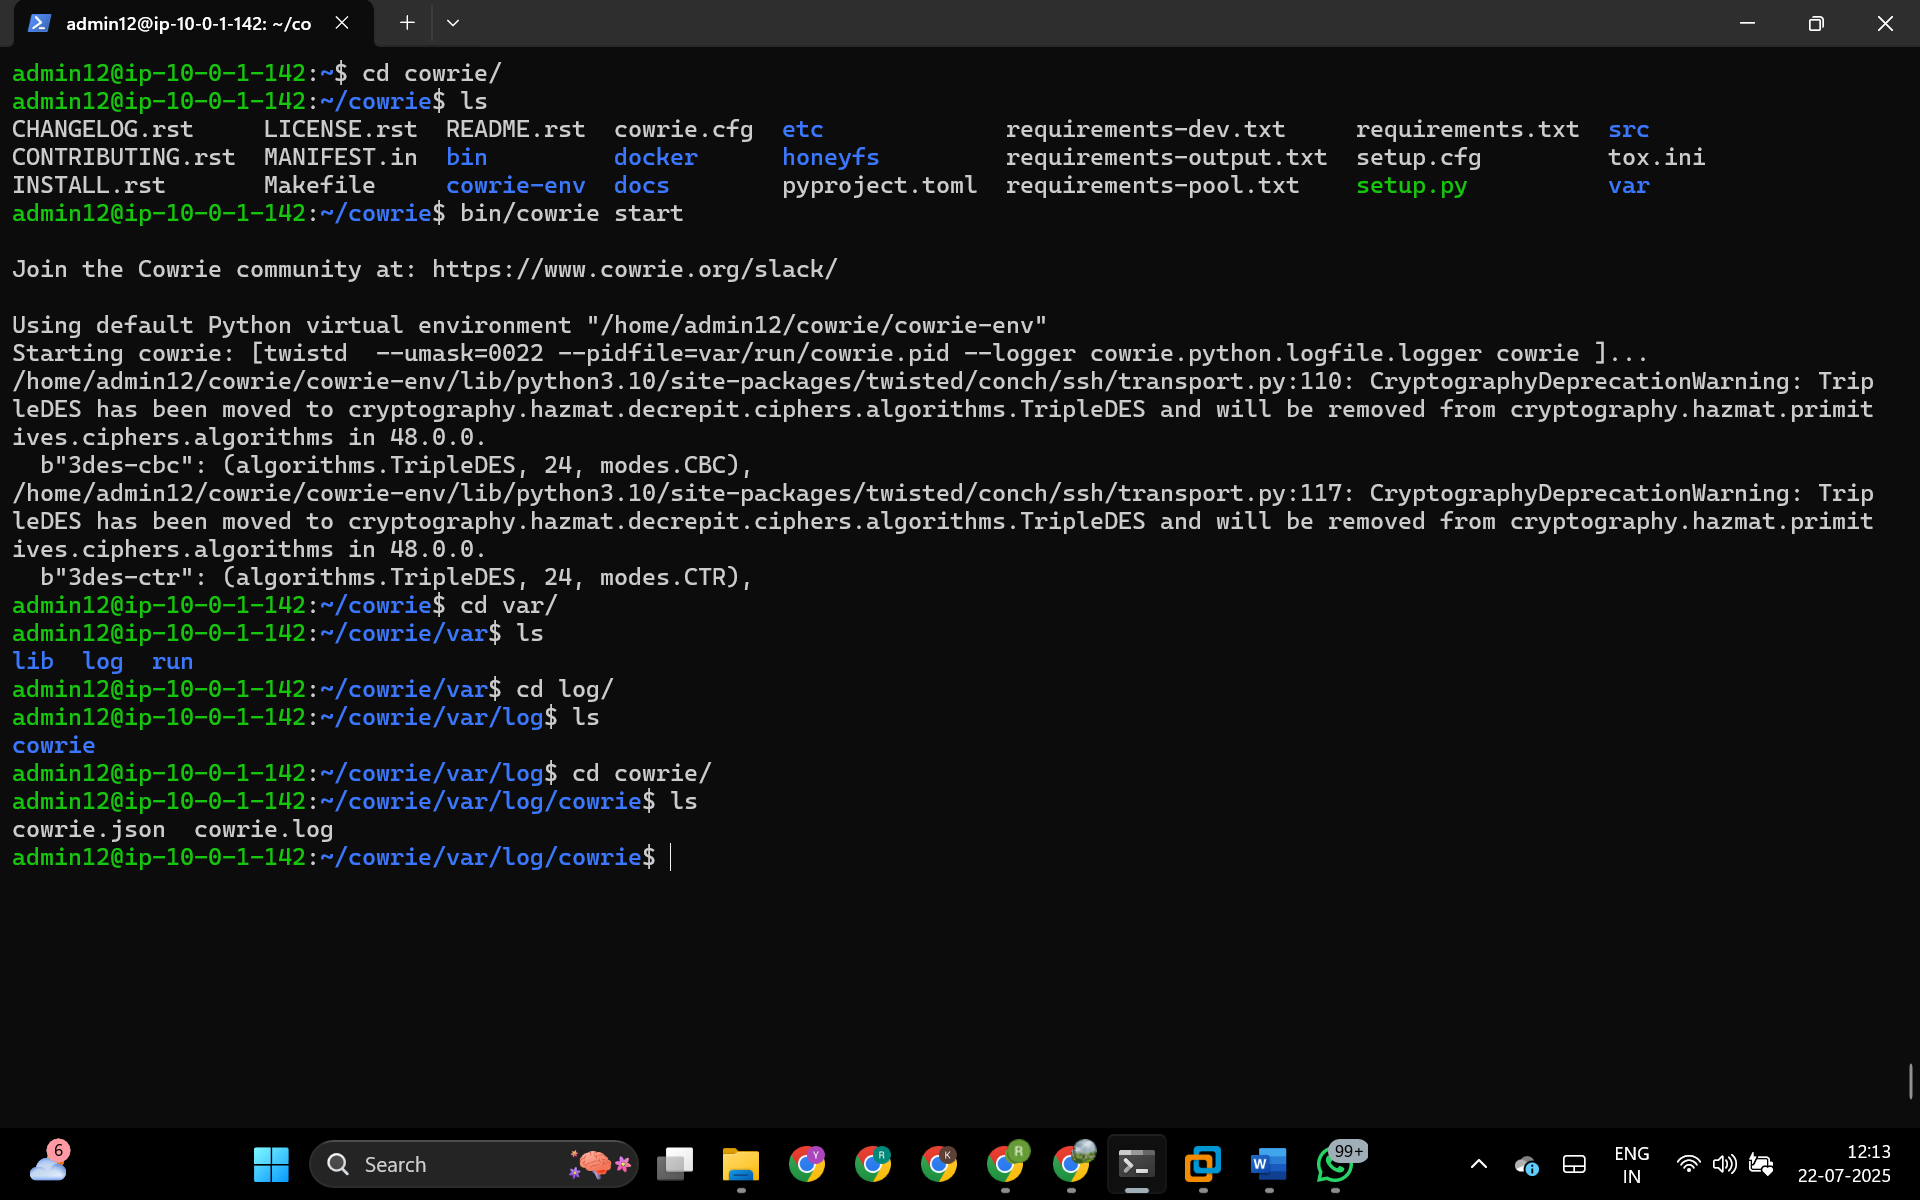 admin12@ip-10-0-1-142: ~/co
admin12@ip-10-0-1-142:~$ cd cowrie/
admin12@ip-10-0-1-142:~/cowrie$ ls
CHANGELOG.rst     LICENSE.rst  README.rst  cowrie.cfg  etc             requirements-dev.txt     requirements.txt  src
CONTRIBUTING.rst  MANIFEST.in  bin         docker      honeyfs         requirements-output.txt  setup.cfg         tox.ini
INSTALL.rst       Makefile     cowrie-env  docs        pyproject.toml  requirements-pool.txt    setup.py          var
admin12@ip-10-0-1-142:~/cowrie$ bin/cowrie start
Join the Cowrie community at: https://www.cowrie.org/slack/
Using default Python virtual environment "/home/admin12/cowrie/cowrie-env"
Starting cowrie: [twistd  --umask=0022 --pidfile=var/run/cowrie.pid --logger cowrie.python.logfile.logger cowrie ]...
/home/admin12/cowrie/cowrie-env/lib/python3.10/site-packages/twisted/conch/ssh/transport.py:110: CryptographyDeprecationWarning: Trip
leDES has been moved to cryptography.hazmat.decrepit.ciphers.algorithms.TripleDES and will be removed from cryptography.hazmat.primit
ives.ciphers.algorithms in 48.0.0.
  b"3des-cbc": (algorithms.TripleDES, 24, modes.CBC),
/home/admin12/cowrie/cowrie-env/lib/python3.10/site-packages/twisted/conch/ssh/transport.py:117: CryptographyDeprecationWarning: Trip
leDES has been moved to cryptography.hazmat.decrepit.ciphers.algorithms.TripleDES and will be removed from cryptography.hazmat.primit
ives.ciphers.algorithms in 48.0.0.
  b"3des-ctr": (algorithms.TripleDES, 24, modes.CTR),
admin12@ip-10-0-1-142:~/cowrie$ cd var/
admin12@ip-10-0-1-142:~/cowrie/var$ ls
lib  log  run
admin12@ip-10-0-1-142:~/cowrie/var$ cd log/
admin12@ip-10-0-1-142:~/cowrie/var/log$ ls
cowrie
admin12@ip-10-0-1-142:~/cowrie/var/log$ cd cowrie/
admin12@ip-10-0-1-142:~/cowrie/var/log/cowrie$ ls
cowrie.json  cowrie.log
admin12@ip-10-0-1-142:~/cowrie/var/log/cowrie$
6
Search
Y
R
K
R
W
99+
ENG
IN
12:13
22-07-2025